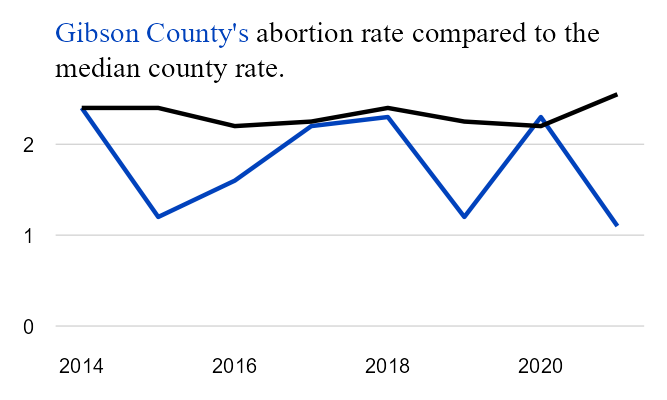 Gibson County's abortion rate compared to the
median county rate.
2
1
0
2014 2016 2018 2020